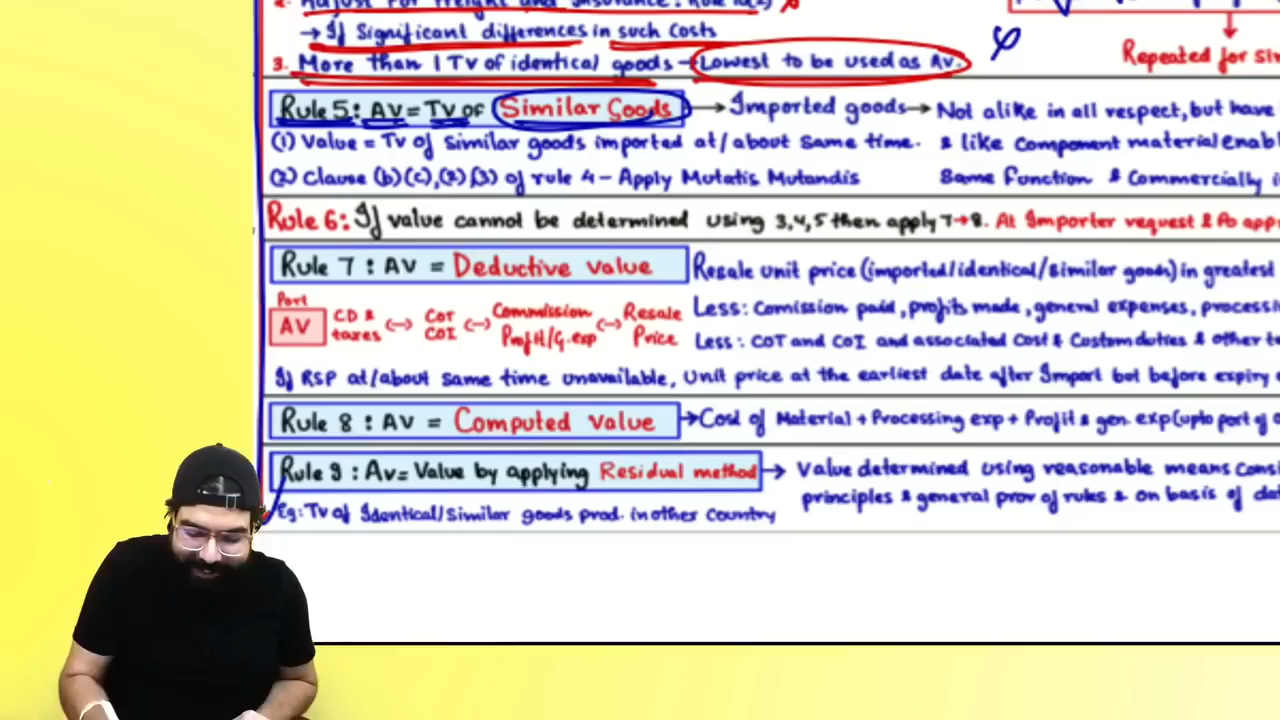 2. Adjust for Freight and Insurance: Rule 10(2)
→ If Significant differences in such Costs
3. More than 1 TV of identical goods → Lowest to be used as AV.
Repeated for
Rule 5: AV = TV of Similar Goods → Imported goods → Not alike in all respect, but have
(1) Value = TV of Similar goods imported at/about Same time. & like Component material
(2) Clause (b)(c),(2),(3) of rule 4 - Apply Mutatis Mutandis Same Function & Commercially
Rule 6: If value cannot be determined using 3,4,5 then apply 7→8. At Importer request & Ao
Rule 7 : AV = Deductive value Resale unit price (imported/identical/Similar goods) in greatest
Port
AV CD & taxes ↔ COT COI ↔ Commission Profit/G.exp ↔ Resale Price
Less: Comission paid, profits made, general expenses,
Less: COT and COI and associated Cost & Custom duties & other
If RSP at/about same time unavailable, Unit price at the earliest date after Import but before expiry
Rule 8 : AV = Computed value → Cost of Material + Processing exp + Profit & gen. exp (upto port of
Rule 9 : AV= Value by applying Residual method → Value determined using reasonable means
principles & general prov of rules & on basis of
Eg: TV of Identical/Similar goods prod. in other Country